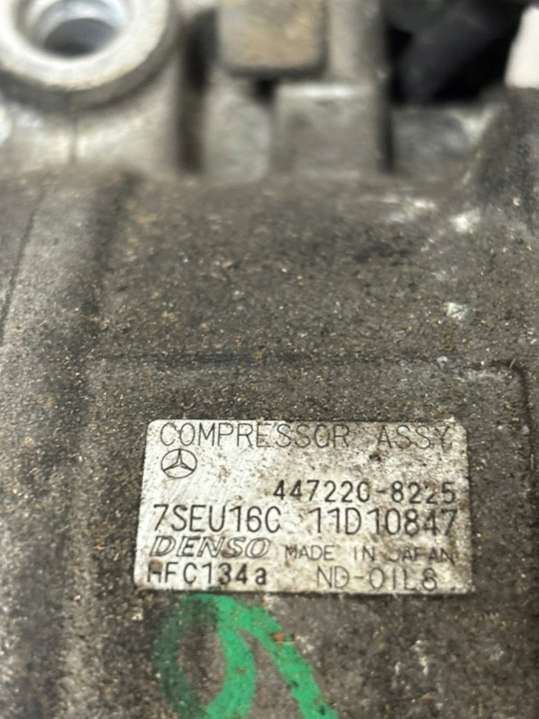 COMPRESSOR ASSY
447220-8225
7SEU16C 11D10847
DENSO MADE IN JAPAN
HFC134a ND-OIL8